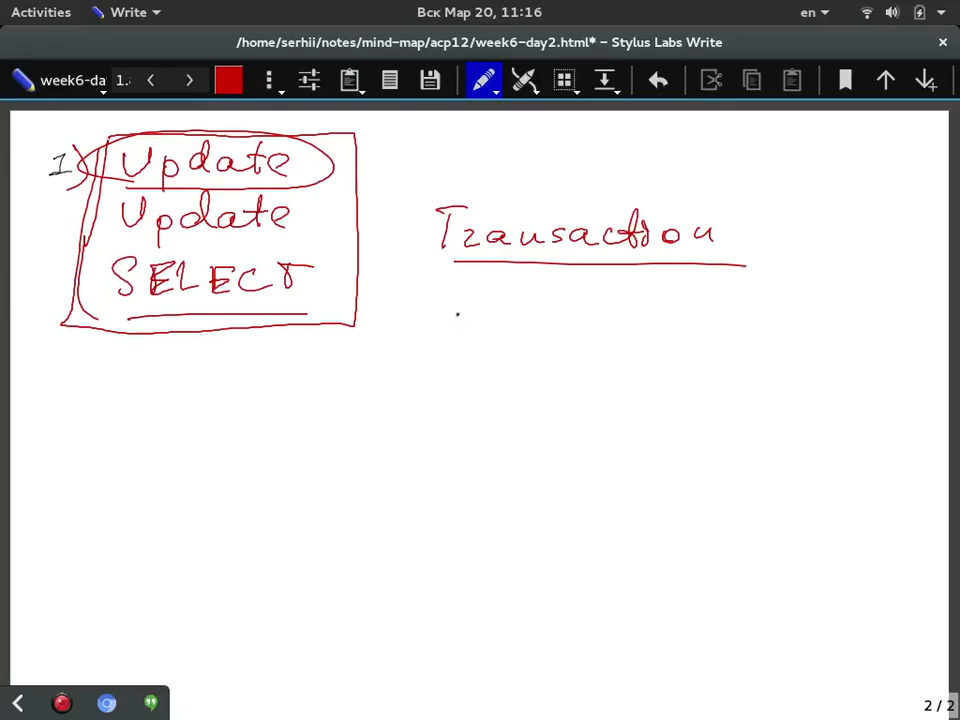 Activities Write Вск Мар 20, 11:16 en
/home/serhii/notes/mind-map/acp12/week6-day2.html* – Stylus Labs Write
week6-da 1.
1) Update
Update
SELECT
Transaction
2 / 2